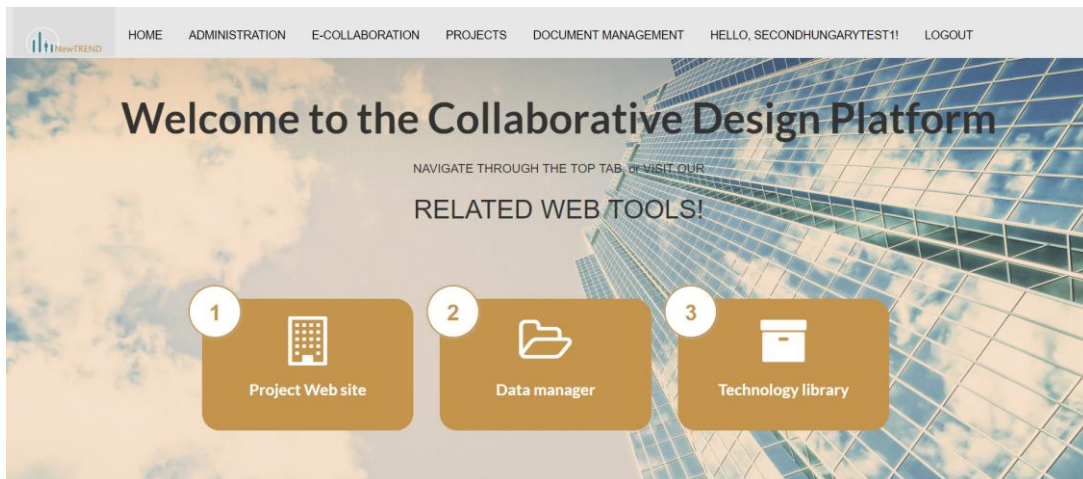 NewTREND
HOME ADMINISTRATION E-COLLABORATION PROJECTS DOCUMENT MANAGEMENT HELLO, SECONDHUNGARYTEST1! LOGOUT
Welcome to the Collaborative Design Platform
NAVIGATE THROUGH THE TOP TAB, or VISIT OUR
RELATED WEB TOOLS!
1 2 3
Project Web site Data manager Technology library